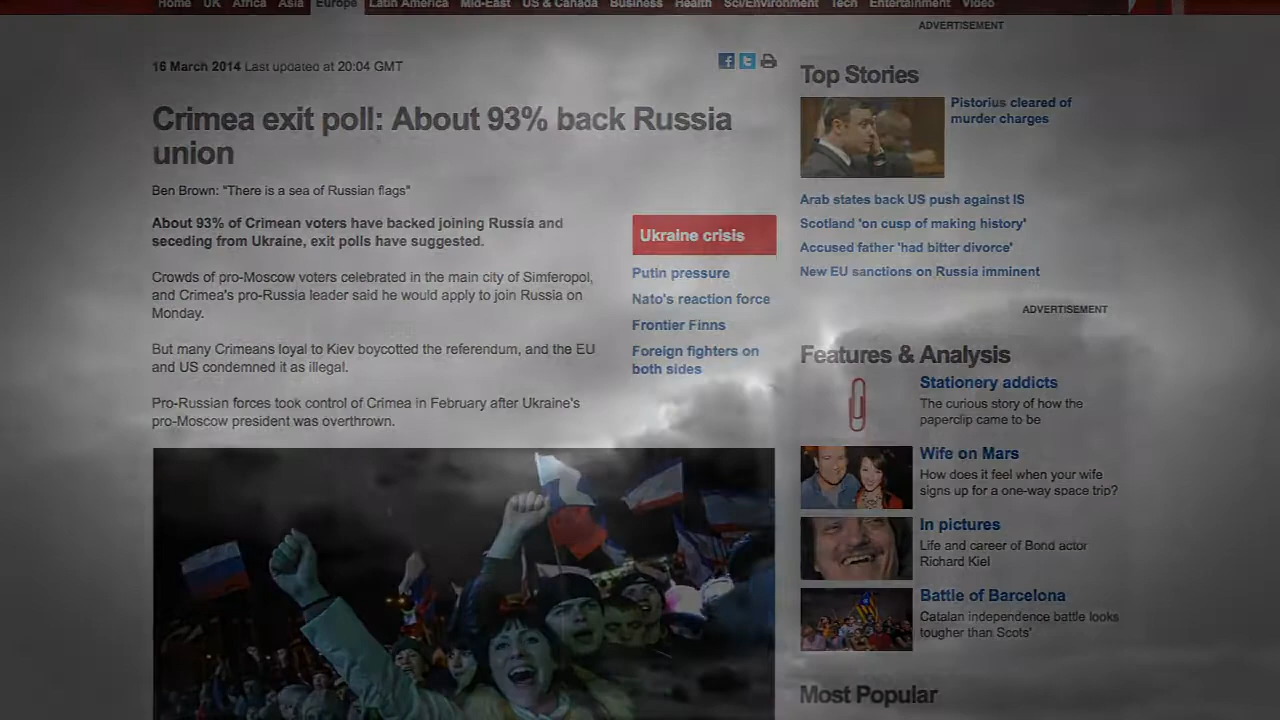 Home UK Africa Asia Europe Latin America Mid-East US & Canada Business Health Sci/Environment Tech Entertainment Video
ADVERTISEMENT
16 March 2014 Last updated at 20:04 GMT
Crimea exit poll: About 93% back Russia
union
Ben Brown: "There is a sea of Russian flags"
About 93% of Crimean voters have backed joining Russia and
seceding from Ukraine, exit polls have suggested.
Crowds of pro-Moscow voters celebrated in the main city of Simferopol,
and Crimea's pro-Russia leader said he would apply to join Russia on
Monday.
But many Crimeans loyal to Kiev boycotted the referendum, and the EU
and US condemned it as illegal.
Pro-Russian forces took control of Crimea in February after Ukraine's
pro-Moscow president was overthrown.
Ukraine crisis
Putin pressure
Nato's reaction force
Frontier Finns
Foreign fighters on
both sides
Top Stories
Pistorius cleared of
murder charges
Arab states back US push against IS
Scotland 'on cusp of making history'
Accused father 'had bitter divorce'
New EU sanctions on Russia imminent
ADVERTISEMENT
Features & Analysis
Stationery addicts
The curious story of how the
paperclip came to be
Wife on Mars
How does it feel when your wife
signs up for a one-way space trip?
In pictures
Life and career of Bond actor
Richard Kiel
Battle of Barcelona
Catalan independence battle looks
tougher than Scots'
Most Popular